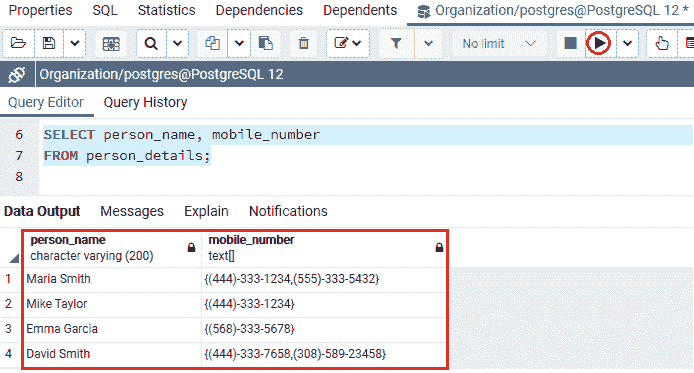 Properties SQL Statistics Dependencies Dependents Organization/postgres@PostgreSQL 12 *
No limit
Organization/postgres@PostgreSQL 12
Query Editor Query History
6 SELECT person_name, mobile_number
7 FROM person_details;
8
Data Output Messages Explain Notifications
person_name mobile_number
character varying (200) text[]
1 Maria Smith {(444)-333-1234,(555)-333-5432}
2 Mike Taylor {(444)-333-1234}
3 Emma Garcia {(568)-333-5678}
4 David Smith {(444)-333-7658,(308)-589-23458}